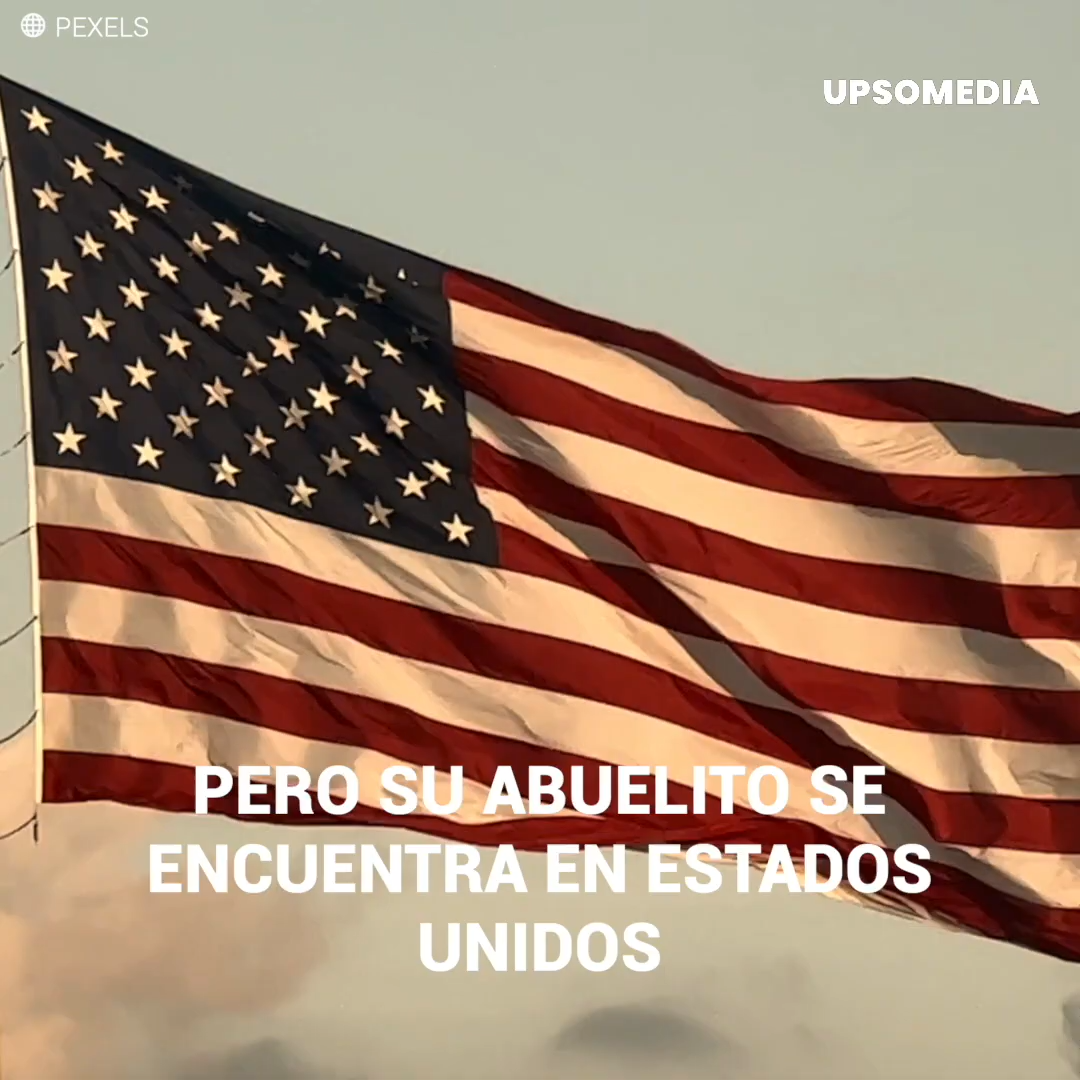 PEXELS
UPSOMEDIA
PERO SU ABUELITO SE
ENCUENTRA EN ESTADOS
UNIDOS